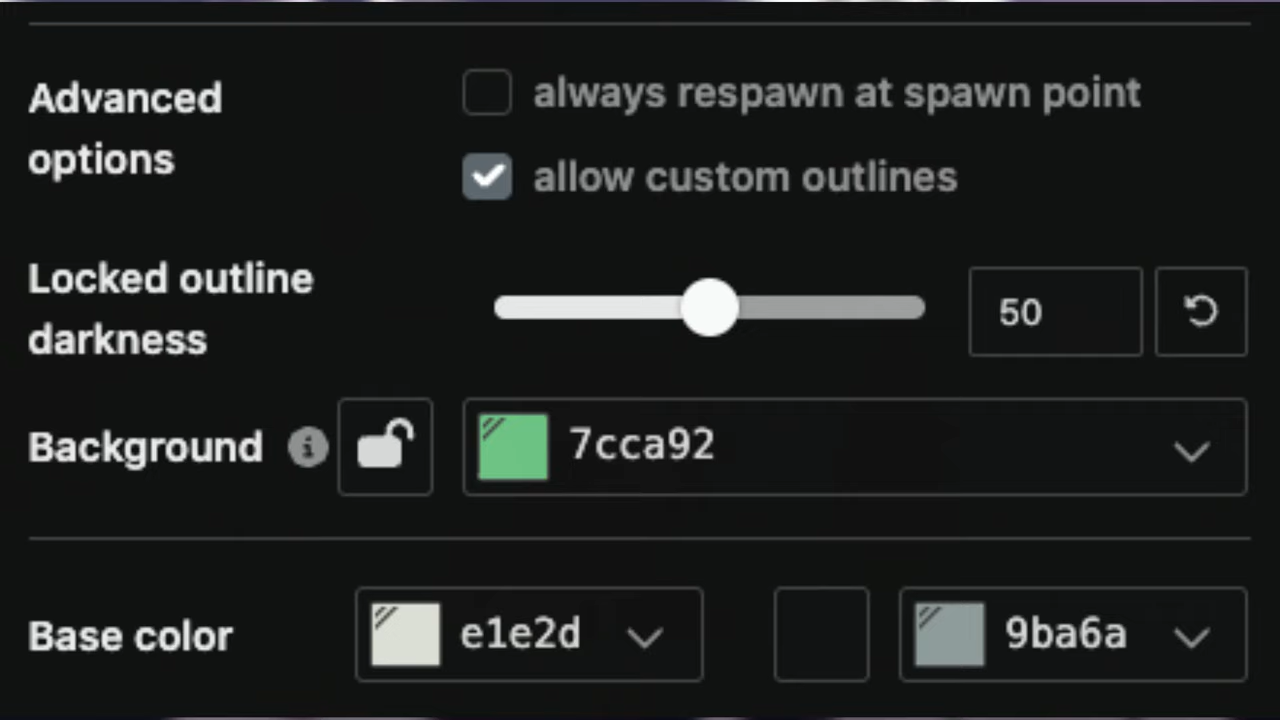 Advanced
options
always respawn at spawn point
allow custom outlines
Locked outline
darkness
50
Background
7cca92
Base color
e1e2d
9ba6a